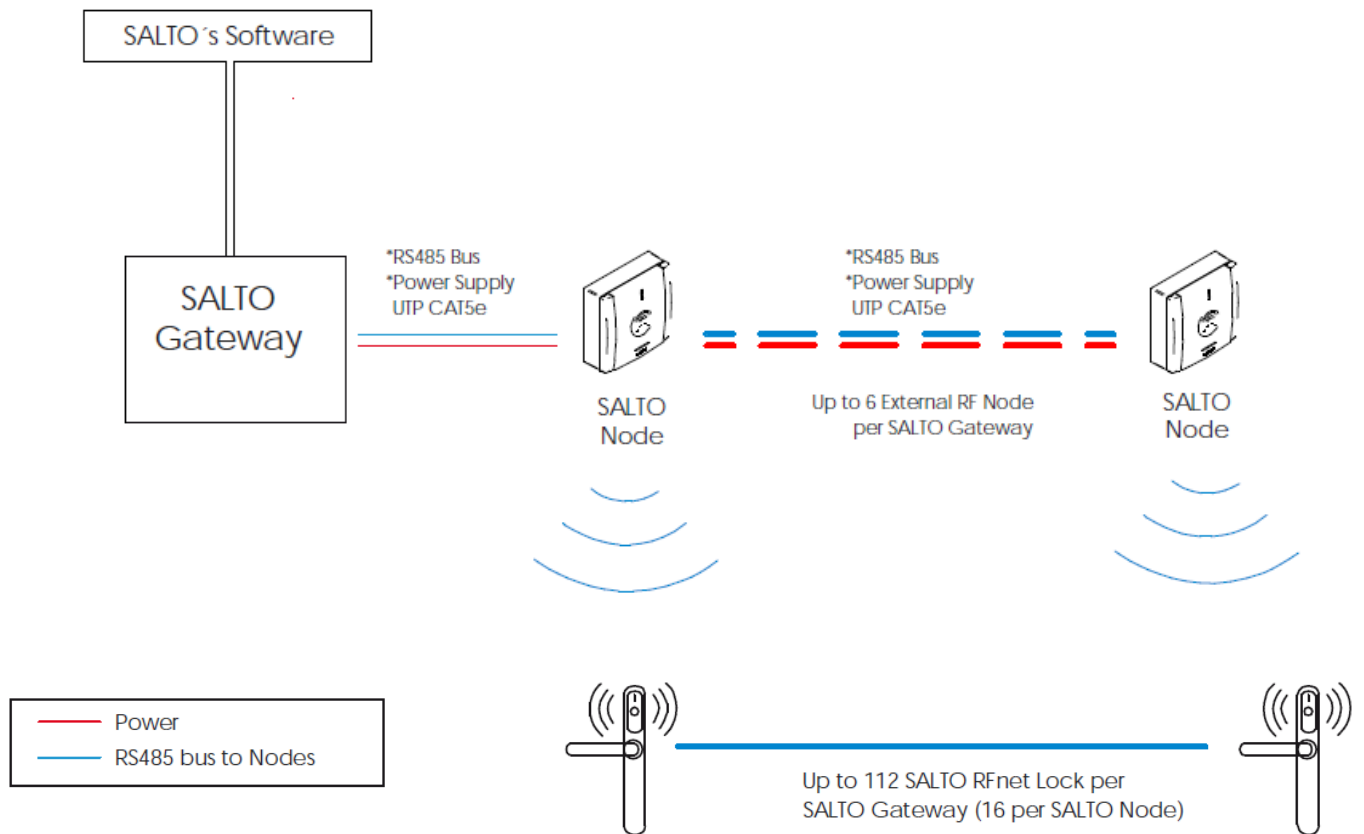 SALTO´s Software
SALTO
Gateway
*RS485 Bus
*Power Supply
UTP CAT5e
SALTO
Node
*RS485 Bus
*Power Supply
UTP CAT5e
Up to 6 External RF Node
per SALTO Gateway
SALTO
Node
Power
RS485 bus to Nodes
Up to 112 SALTO RFnet Lock per
SALTO Gateway (16 per SALTO Node)